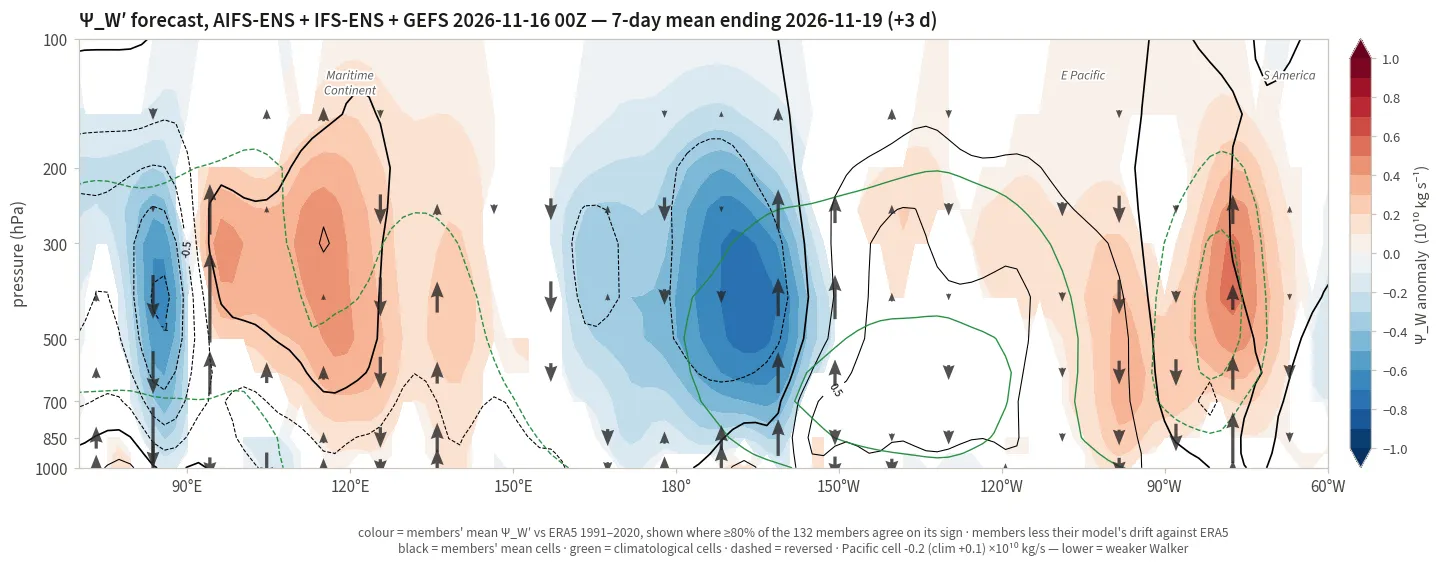 Ψ_W′ forecast, AIFS-ENS + IFS-ENS + GEFS 2026-11-16 00Z — 7-day mean ending 2026-11-19 (+3 d)
Maritime
Continent
E Pacific
S America
pressure (hPa)
100
200
300
400
500
700
850
1000
0.5
-1
0.5
90°E
120°E
150°E
180°
150°W
120°W
90°W
60°W
1.0
0.8
0.6
0.4
0.2
0.0
−0.2
−0.4
−0.6
−0.8
−1.0
Ψ_W anomaly (10¹⁰ kg s⁻¹)
colour = members' mean Ψ_W′ vs ERA5 1991–2020, shown where ≥80% of the 132 members agree on its sign · members less their model's drift against ERA5
black = members' mean cells · green = climatological cells · dashed = reversed · Pacific cell -0.2 (clim +0.1) ×10¹⁰ kg/s — lower = weaker Walker